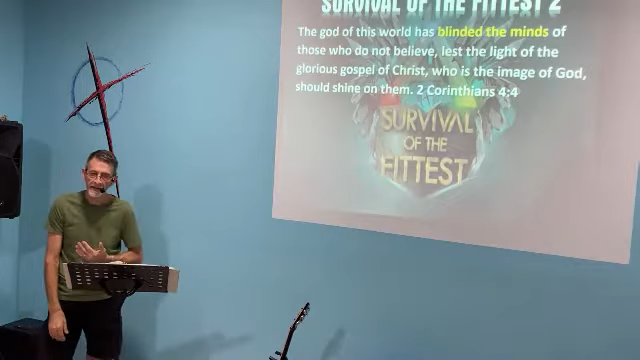 SURVIVAL OF THE FITTEST 2
The god of this world has blinded the minds of
those who do not believe, lest the light of the
glorious gospel of Christ, who is the image of God,
should shine on them. 2 Corinthians 4:4
SURVIVAL
OF THE
FITTEST